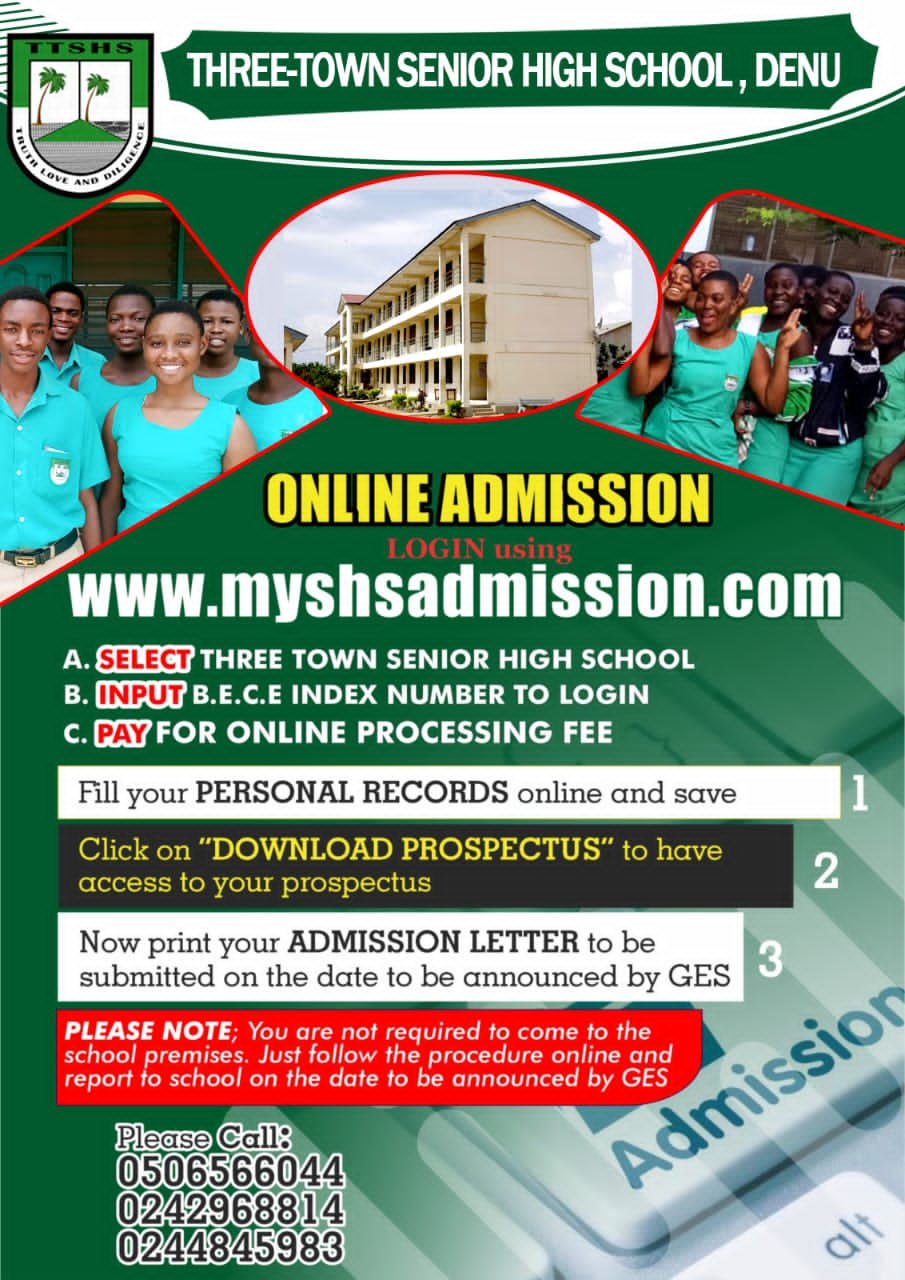 TTSHS
TRUTH LOVE AND DILIGENCE
THREE-TOWN SENIOR HIGH SCHOOL , DENU
ONLINE ADMISSION
LOGIN using
www.myshsadmission.com
A. SELECT THREE TOWN SENIOR HIGH SCHOOL
B. INPUT B.E.C.E INDEX NUMBER TO LOGIN
C. PAY FOR ONLINE PROCESSING FEE
Fill your PERSONAL RECORDS online and save 1
Click on “DOWNLOAD PROSPECTUS“ to have
access to your prospectus 2
Now print your ADMISSION LETTER to be
submitted on the date to be announced by GES 3
PLEASE NOTE; You are not required to come to the
school premises. Just follow the procedure online and
report to school on the date to be announced by GES
Admission
alt
Please Call:
0506566044
0242968814
0244845983